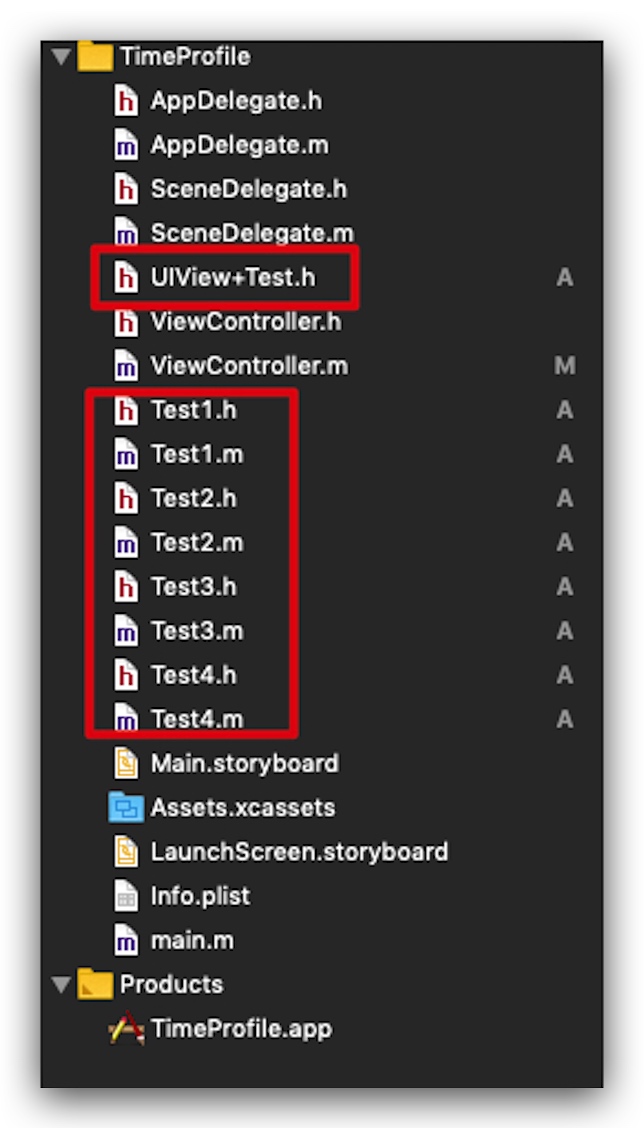 TimeProfile
h AppDelegate.h
m AppDelegate.m
h SceneDelegate.h
m SceneDelegate.m
h UIView+Test.h A
h ViewController.h
m ViewController.m M
h Test1.h A
m Test1.m A
h Test2.h A
m Test2.m A
h Test3.h A
m Test3.m A
h Test4.h A
m Test4.m A
Main.storyboard
Assets.xcassets
LaunchScreen.storyboard
Info.plist
m main.m
Products
TimeProfile.app